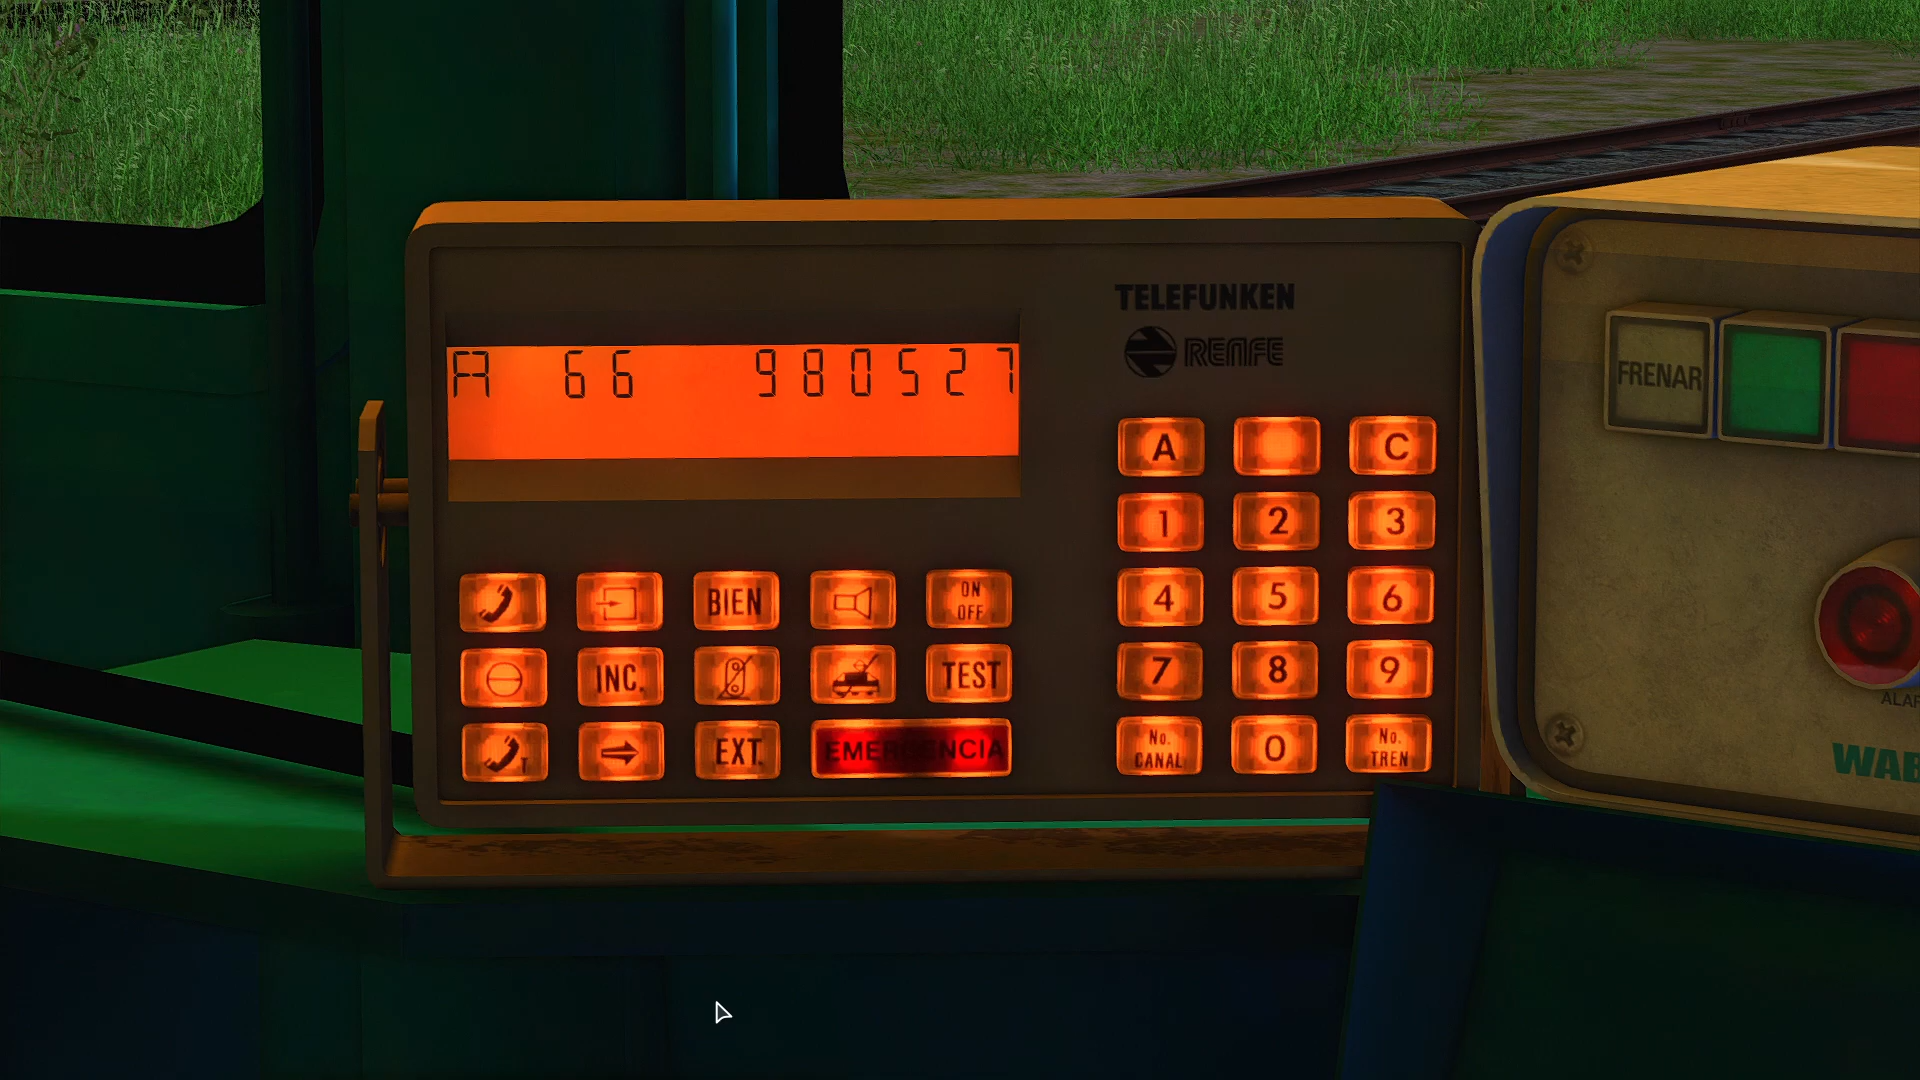 TELEFUNKEN
RENFE
A 66 980527
A C
1 2 3
4 5 6
7 8 9
No. CANAL 0 No. TREN
BIEN ON OFF
INC. TEST
T EXT. EMERGENCIA
FRENAR